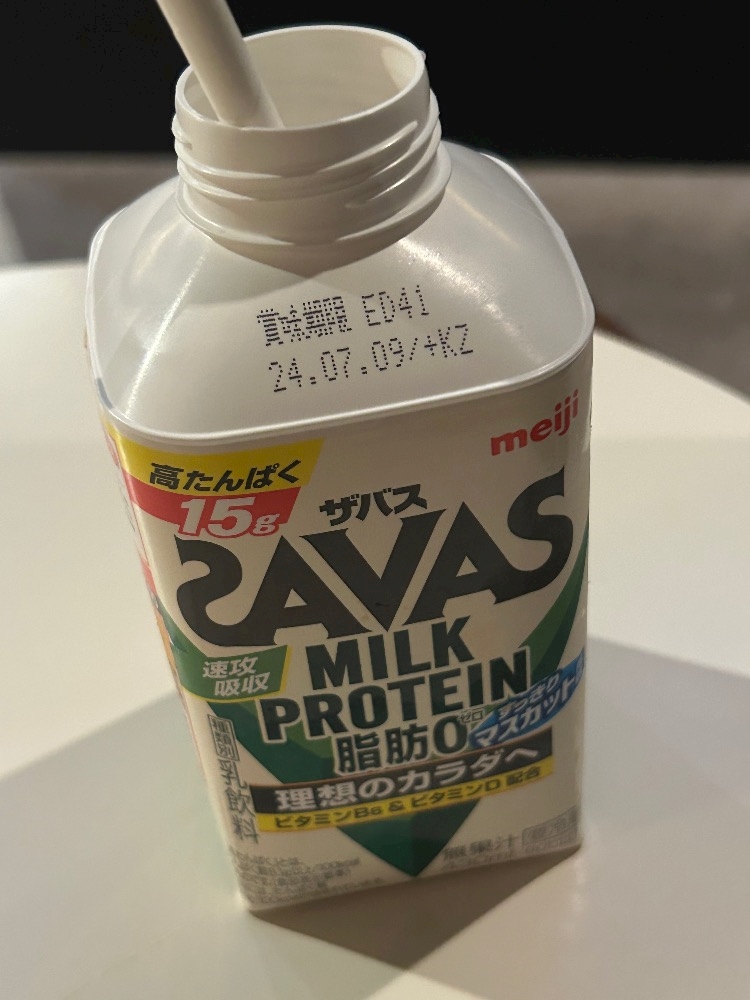 賞味期限 ED41
24.07.09/+KZ
meiji
高たんぱく
15g
ザバス
SAVAS
速攻
吸収
MILK
PROTEIN
脂肪0ゼロ
すっきり
マスカット
理想のカラダへ
ビタミンB6 & ビタミンD 配合
種類別
乳飲料
無果汁